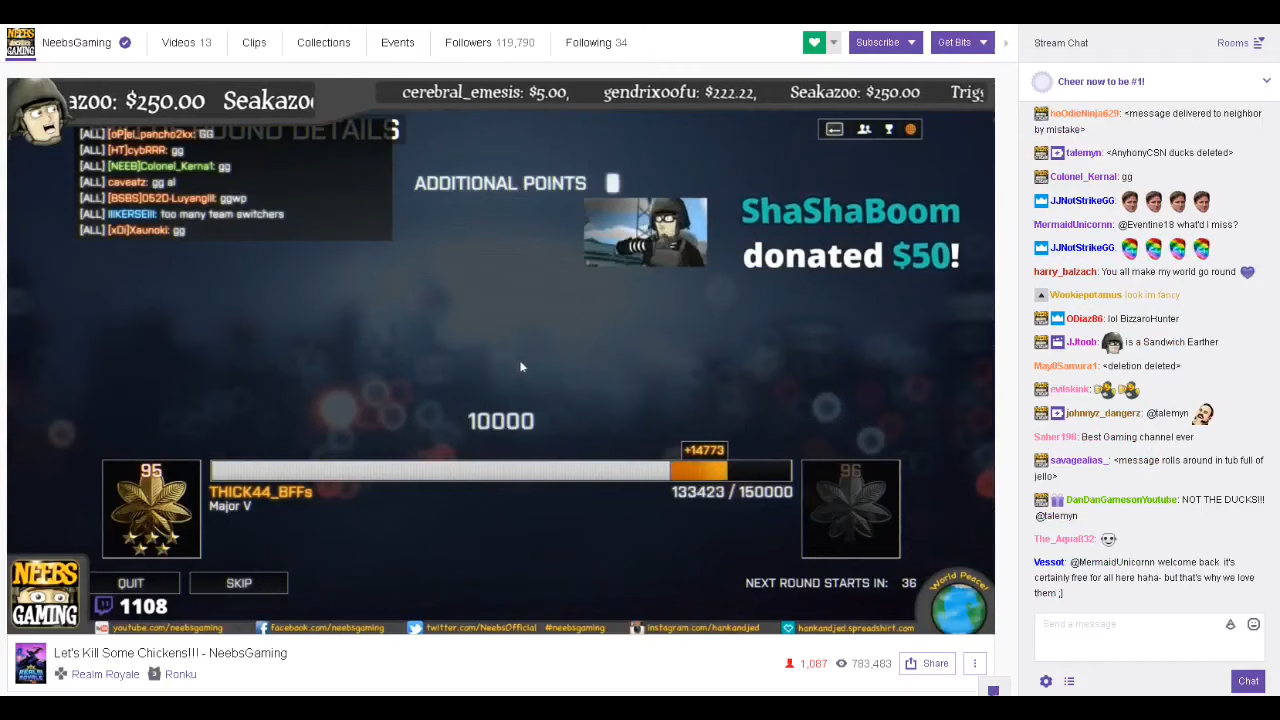 NeebsGaming
Videos 13
Clips
Collections
Events
Followers 119,790
Following 34
Subscribe
Get Bits
Stream Chat
Rooms
Cheer now to be #1!
azoo: $250.00 Seakazo
cerebral_emesis: $5.00, gendrixoofu: $222.22, Seakazoo: $250.00 Trigg
OUND DETAILS
[ALL] [oP]el_pancho2kx: GG
[ALL] [HT]cybRRR: gg
[ALL] [NEEB]Colonel_Kerna1: gg
[ALL] caveatz: gg al
[ALL] [BSBS]052D-Luyanglll: ggwp
[ALL] IIIKERSEIII: too many team switchers
[ALL] [xDi]Xaunoki: gg
ADDITIONAL POINTS
ShaShaBoom
donated $50!
10000
+14773
95
96
THICK44_BFFs
133423 / 150000
Major V
QUIT
SKIP
NEXT ROUND STARTS IN: 36
NEEBS
GAMING
1108
World Peace!
youtube.com/neebsgaming
facebook.com/neebsgaming
twitter.com/NeebsOfficial #neebsgaming
instagram.com/hankandjed
hankandjed.spreadshirt.com
Let's Kill Some Chickens!!! - NeebsGaming
Realm Royale
Ronku
1,087
783,483
Share
hoOdieNinja629: <message delivered to neighbor
by mistake>
talemyn: <AnyhonyCSN ducks deleted>
Colonel_Kernal: gg
JJNotStrikeGG:
MermaidUnicornn: @Eventine18 what'd I miss?
JJNotStrikeGG:
harry_balzach: You all make my world go round
Wookiepotamus look im fancy
ODiaz86: lol BizzaroHunter
JJtoob: is a Sandwich Earther
May0Samura1: <deletion deleted>
evilskink:
johnnyz_dangerz: @talemyn
Saher198: Best Gaming channel ever
savagealias_: <message rolls around in tub full of
jello>
DanDanGamesonYoutube: NOT THE DUCKS!!!
@talemyn
The_Aqua832:
Vessot: @MermaidUnicornn welcome back. it's
certainly free for all here haha- but that's why we love
them ;]
Send a message
Chat